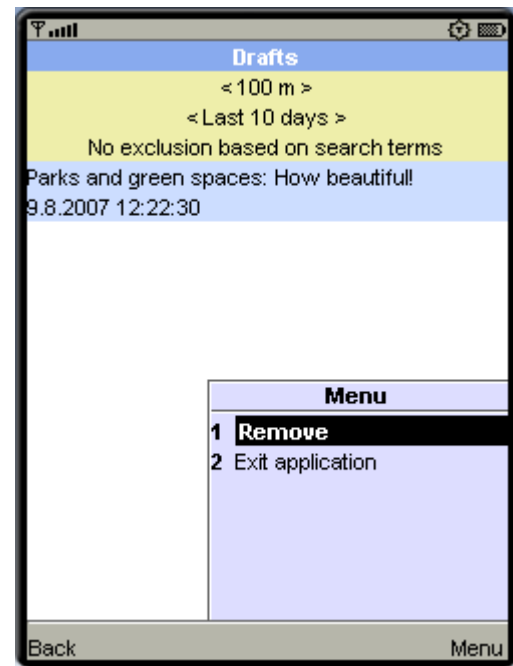 Drafts
<100 m>
<Last 10 days>
No exclusion based on search terms
Parks and green spaces: How beautiful!
9.8.2007 12:22:30
Menu
1 Remove
2 Exit application
Back Menu